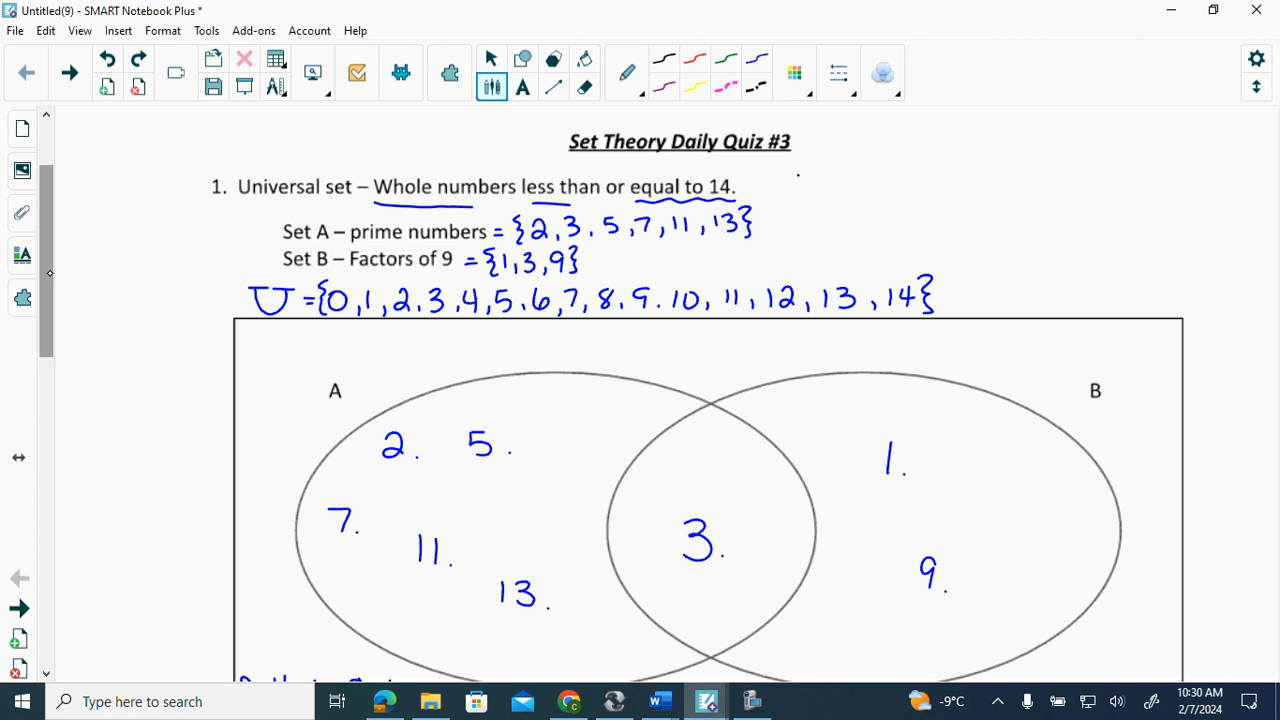 Untitled(9) - SMART Notebook Plus *
File Edit View Insert Format Tools Add-ons Account Help
Set Theory Daily Quiz #3
1. Universal set – Whole numbers less than or equal to 14.
Set A – prime numbers = {2, 3, 5, 7, 11, 13}
Set B – Factors of 9 = {1, 3, 9}
U = {0, 1, 2, 3, 4, 5, 6, 7, 8, 9. 10, 11, 12, 13, 14}
A B
2. 5. 1.
7. 3.
11. 9.
13.
Type here to search
-9°C
10:30 AM
2/7/2024